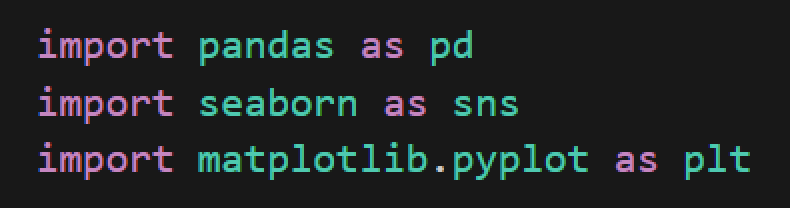 import pandas as pd
import seaborn as sns
import matplotlib.pyplot as plt